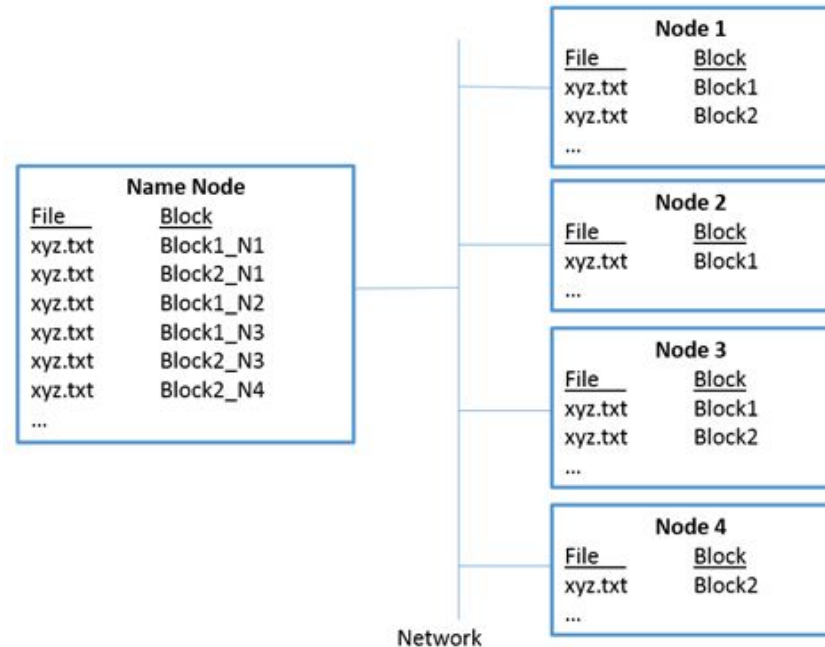 Name Node
File Block
xyz.txt Block1_N1
xyz.txt Block2_N1
xyz.txt Block1_N2
xyz.txt Block1_N3
xyz.txt Block2_N3
xyz.txt Block2_N4
...
Network
Node 1
File Block
xyz.txt Block1
xyz.txt Block2
...
Node 2
File Block
xyz.txt Block1
...
Node 3
File Block
xyz.txt Block1
xyz.txt Block2
...
Node 4
File Block
xyz.txt Block2
...